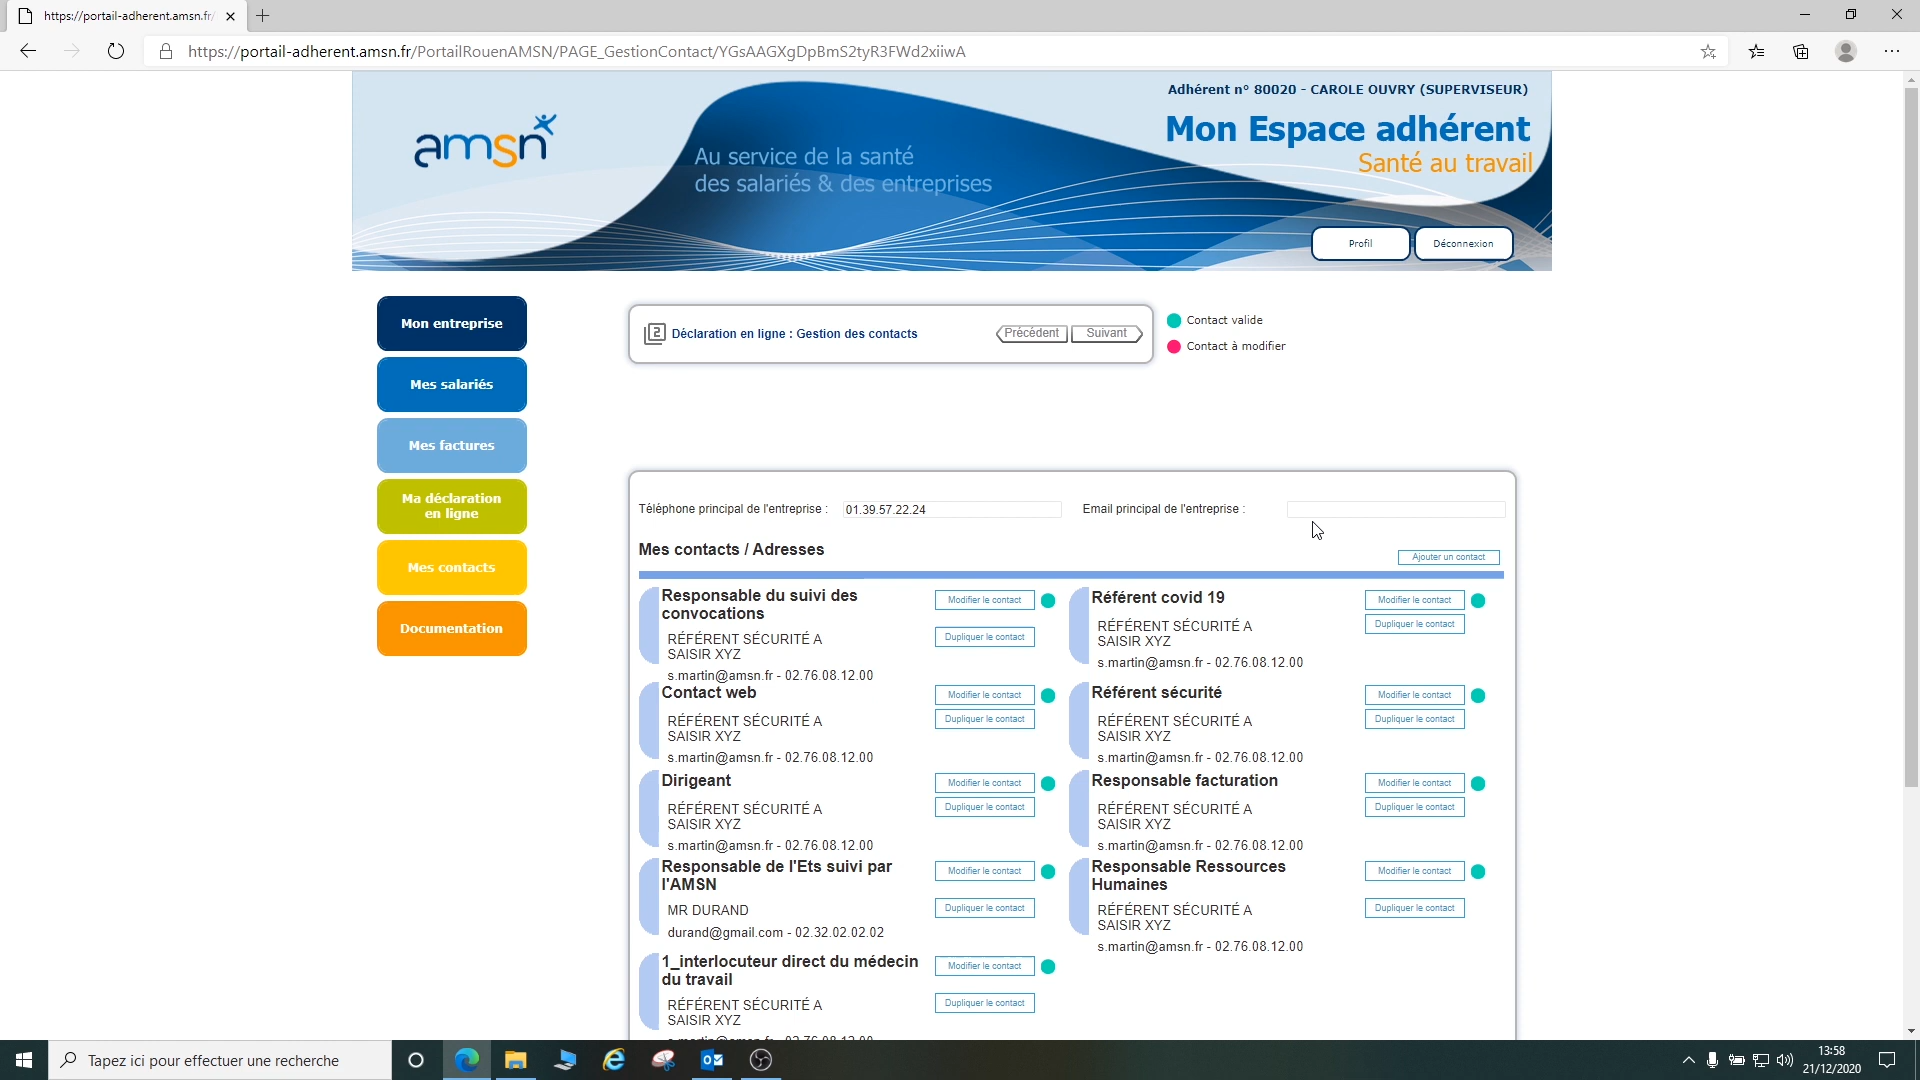 https://portail-adherent.amsn.fr/
https://portail-adherent.amsn.fr/PortailRouenAMSN/PAGE_GestionContact/YGsAAGXgDpBmS2tyR3FWd2xiiwA
Adhérent n° 80020 - CAROLE OUVRY (SUPERVISEUR)
amsn
Mon Espace adhérent
Santé au travail
Au service de la santé
des salariés & des entreprises
Profil
Déconnexion
Mon entreprise
Mes salariés
Mes factures
Ma déclaration
en ligne
Mes contacts
Documentation
2 Déclaration en ligne : Gestion des contacts
Précédent
Suivant
Contact valide
Contact à modifier
Téléphone principal de l'entreprise : 01.39.57.22.24
Email principal de l'entreprise :
Mes contacts / Adresses
Ajouter un contact
Responsable du suivi des
convocations
RÉFÉRENT SÉCURITÉ A
SAISIR XYZ
s.martin@amsn.fr - 02.76.08.12.00
Modifier le contact
Dupliquer le contact
Référent covid 19
RÉFÉRENT SÉCURITÉ A
SAISIR XYZ
s.martin@amsn.fr - 02.76.08.12.00
Modifier le contact
Dupliquer le contact
Contact web
RÉFÉRENT SÉCURITÉ A
SAISIR XYZ
s.martin@amsn.fr - 02.76.08.12.00
Modifier le contact
Dupliquer le contact
Référent sécurité
RÉFÉRENT SÉCURITÉ A
SAISIR XYZ
s.martin@amsn.fr - 02.76.08.12.00
Modifier le contact
Dupliquer le contact
Dirigeant
RÉFÉRENT SÉCURITÉ A
SAISIR XYZ
s.martin@amsn.fr - 02.76.08.12.00
Modifier le contact
Dupliquer le contact
Responsable facturation
RÉFÉRENT SÉCURITÉ A
SAISIR XYZ
s.martin@amsn.fr - 02.76.08.12.00
Modifier le contact
Dupliquer le contact
Responsable de l'Ets suivi par
l'AMSN
MR DURAND
durand@gmail.com - 02.32.02.02.02
Modifier le contact
Dupliquer le contact
Responsable Ressources
Humaines
RÉFÉRENT SÉCURITÉ A
SAISIR XYZ
s.martin@amsn.fr - 02.76.08.12.00
Modifier le contact
Dupliquer le contact
1_interlocuteur direct du médecin
du travail
RÉFÉRENT SÉCURITÉ A
SAISIR XYZ
Modifier le contact
Dupliquer le contact
Tapez ici pour effectuer une recherche
13:58
21/12/2020